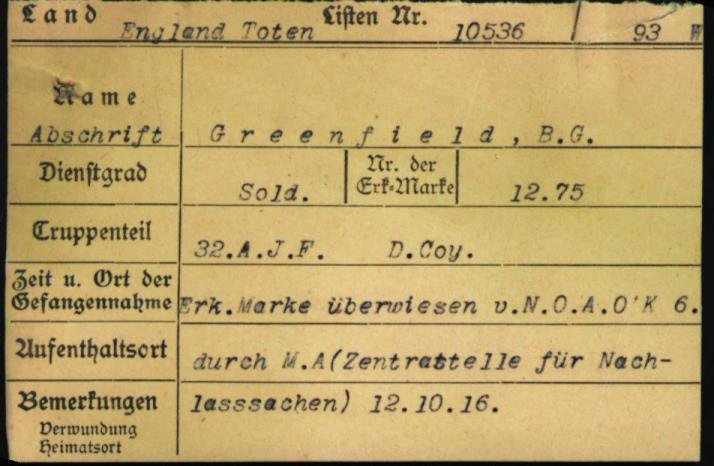 Land England Toten Listen Nr. 10536 / 93 W
Name
Abschrift Greenfield, B.G.
Dienstgrad Sold. Nr. der Erk-Marke 12.75
Truppenteil 32.A.J.F. D.Coy.
Zeit u. Ort der
Gefangennahme Erk.Marke überwiesen v.N.O.A.O'K 6.
Aufenthaltsort durch M.A(Zentrastelle für Nach-
Bemerkungen lasssachen) 12.10.16.
Verwundung
Heimatsort